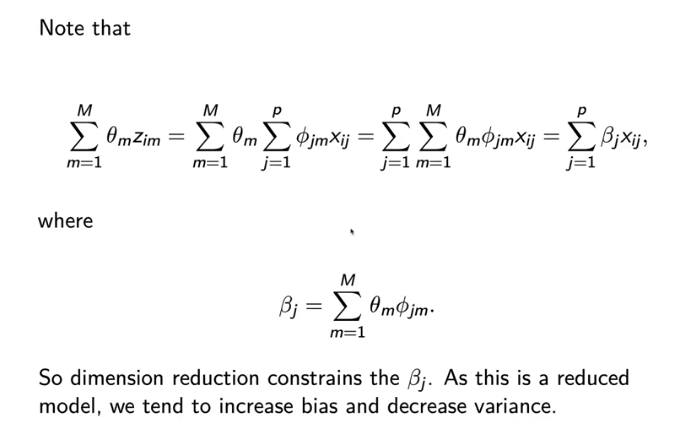 Note that
$$\sum_{m=1}^{M} \theta_m z_{im} = \sum_{m=1}^{M} \theta_m \sum_{j=1}^{p} \phi_{jm} x_{ij} = \sum_{j=1}^{p} \sum_{m=1}^{M} \theta_m \phi_{jm} x_{ij} = \sum_{j=1}^{p} \beta_j x_{ij},$$
where
$$\beta_j = \sum_{m=1}^{M} \theta_m \phi_{jm}.$$
So dimension reduction constrains the $\beta_j$. As this is a reduced
model, we tend to increase bias and decrease variance.